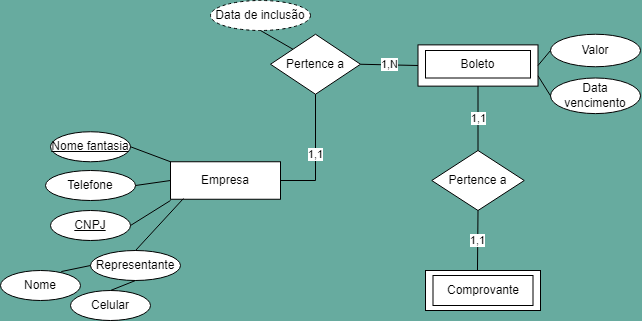 Data de inclusão
Pertence a
1,N
Boleto
Valor
Data
vencimento
1,1
1,1
Nome fantasia
Telefone
Empresa
Pertence a
CNPJ
1,1
Representante
Nome
Celular
Comprovante